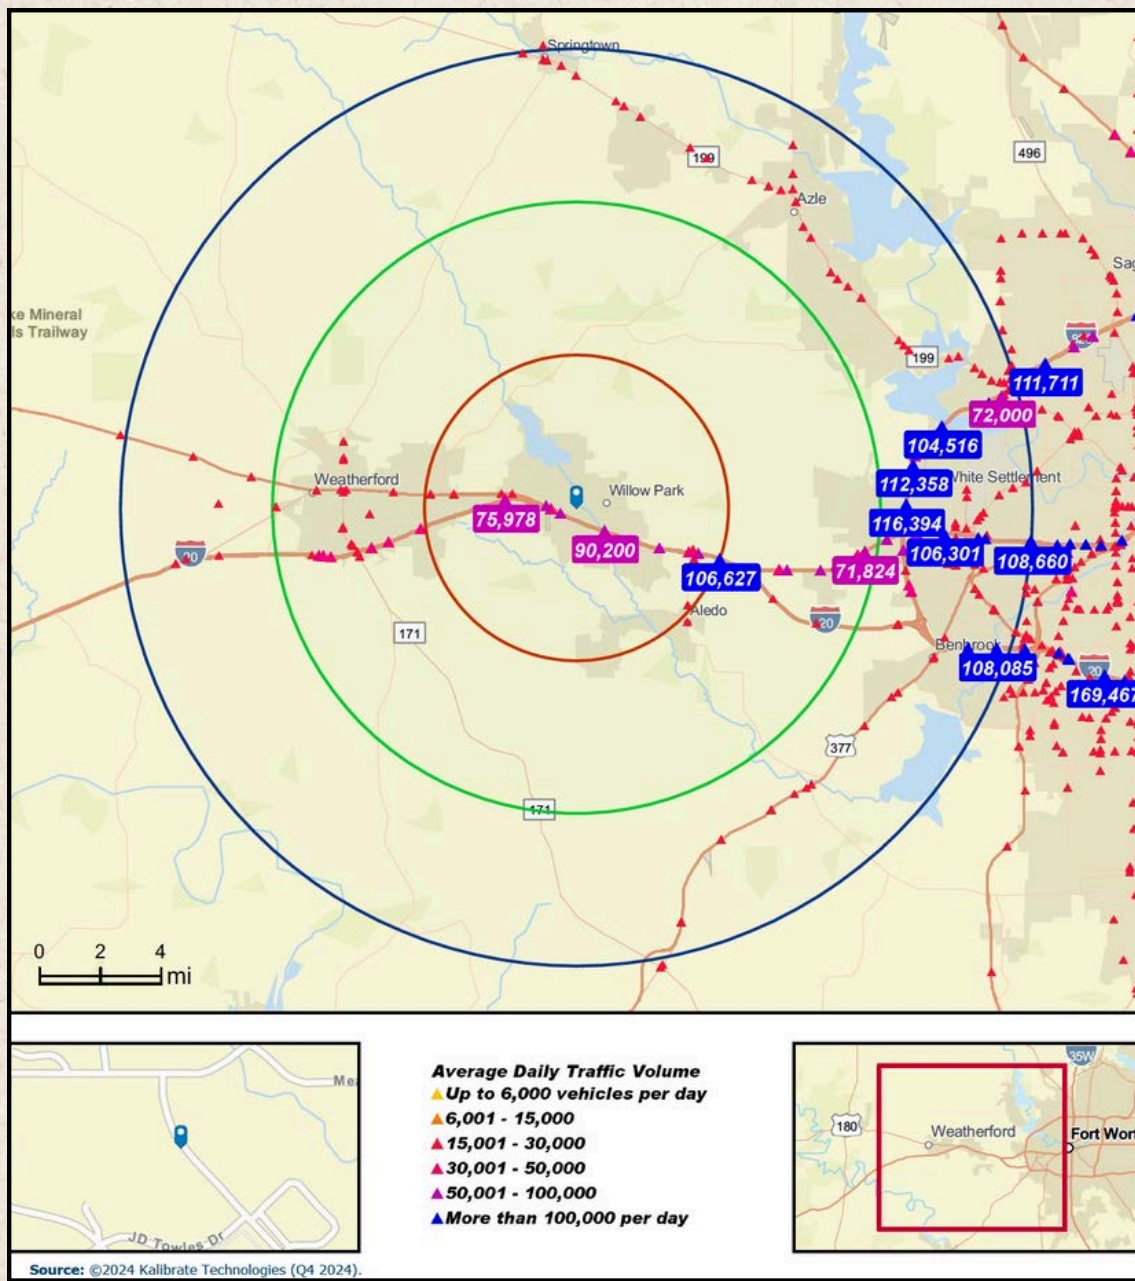 Springtown
199
496
Azle
Sag
ke Mineral
ls Trailway
199
111,711
72,000
104,516
White Settlement
112,358
Weatherford
Willow Park
75,978
116,394
90,200
106,301
108,660
20
106,627
71,824
Aledo
20
171
Benbrook
108,085
20
169,467
377
171
0 2 4
mi
Mea
JD Towles Dr
Average Daily Traffic Volume
Up to 6,000 vehicles per day
6,001 - 15,000
15,001 - 30,000
30,001 - 50,000
50,001 - 100,000
More than 100,000 per day
35W
180
Weatherford
Fort Wort
Source: ©2024 Kalibrate Technologies (Q4 2024).